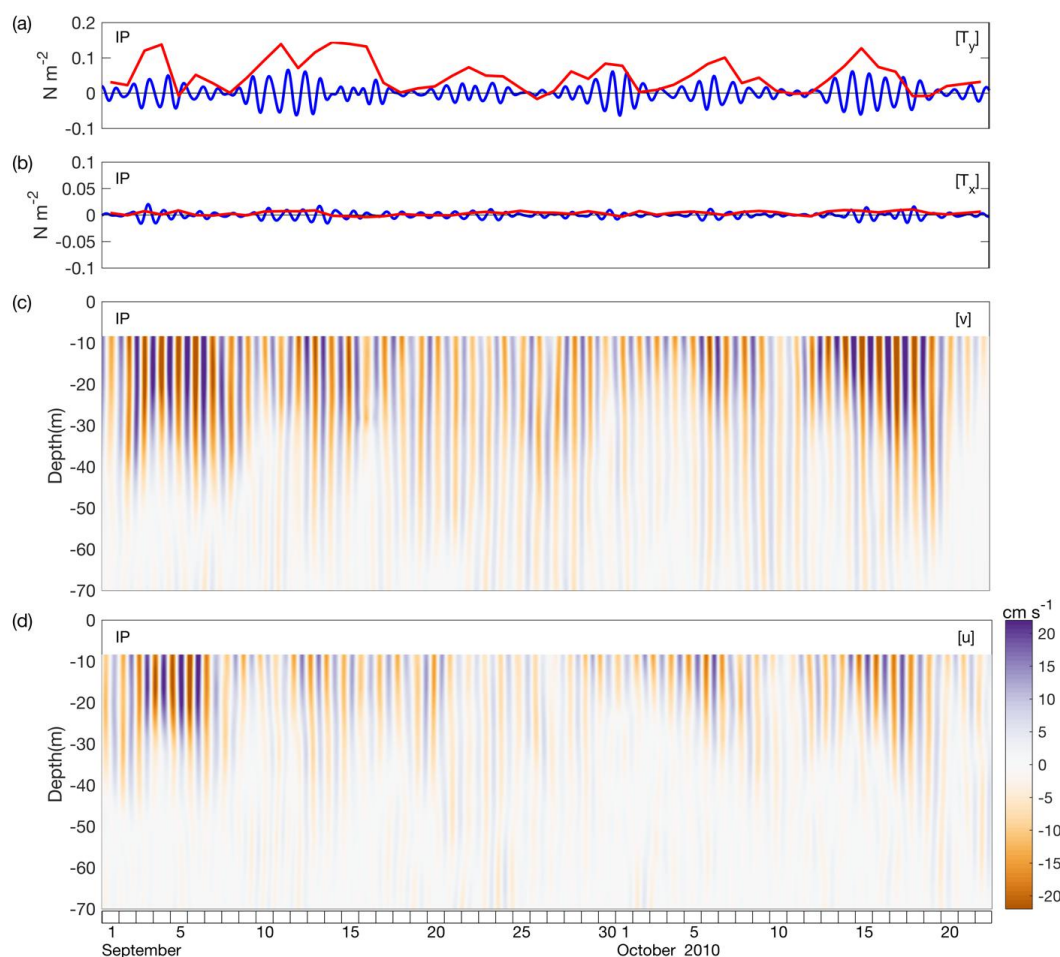 (a)
IP
[Ty]
N m-2
0.2
0.1
0
-0.1
(b)
IP
[Tx]
N m-2
0.1
0.05
0
-0.05
-0.1
(c)
IP
[v]
Depth(m)
0
-10
-20
-30
-40
-50
-60
-70
(d)
IP
[u]
Depth(m)
0
-10
-20
-30
-40
-50
-60
-70
cm s-1
20
15
10
5
0
-5
-10
-15
-20
1 5 10 15 20 25 30 1 5 10 15 20
September October 2010